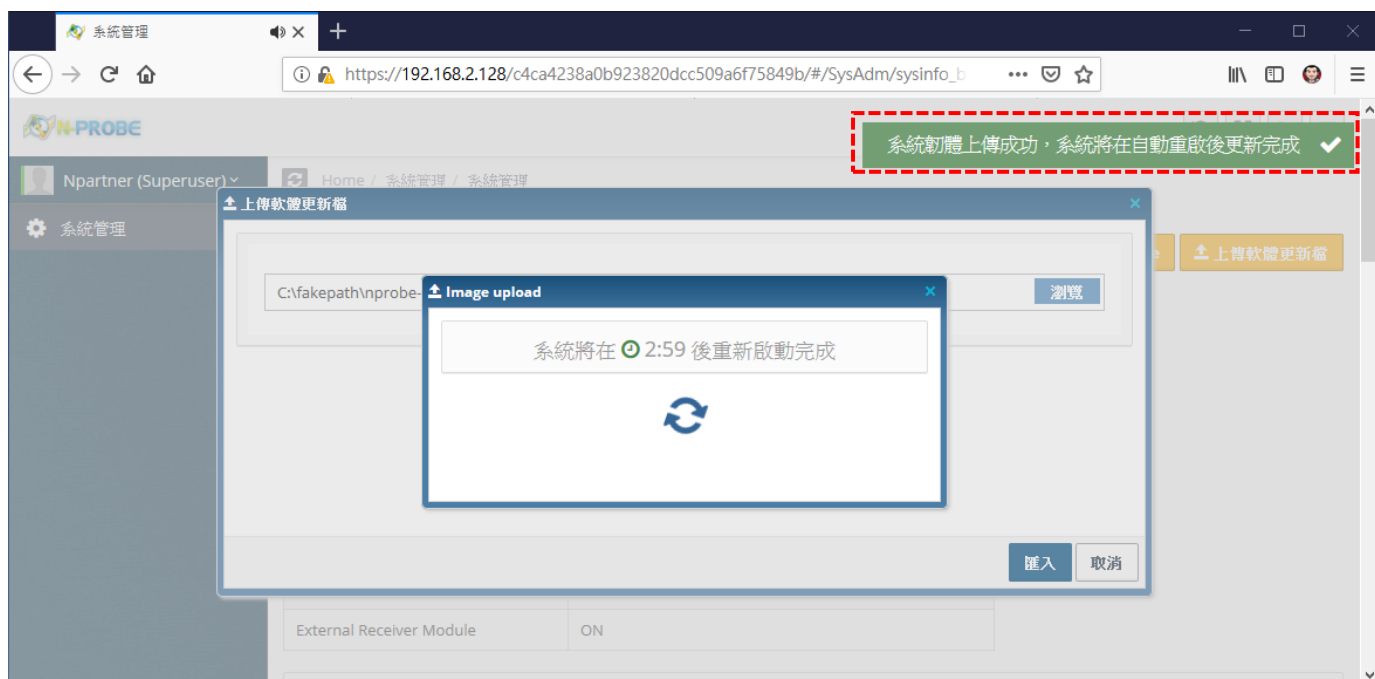 系統管理
https://192.168.2.128/c4ca4238a0b923820dcc509a6f75849b/#/SysAdm/sysinfo_b
N-PROBE
系統韌體上傳成功，系統將在自動重啟後更新完成
Npartner (Superuser)
Home / 系統管理 / 系統管理
上傳軟體更新檔
系統管理
上傳軟體更新檔
C:\fakepath\nprobe-
Image upload
瀏覽
系統將在 2:59 後重新啟動完成
匯入
取消
External Receiver Module ON